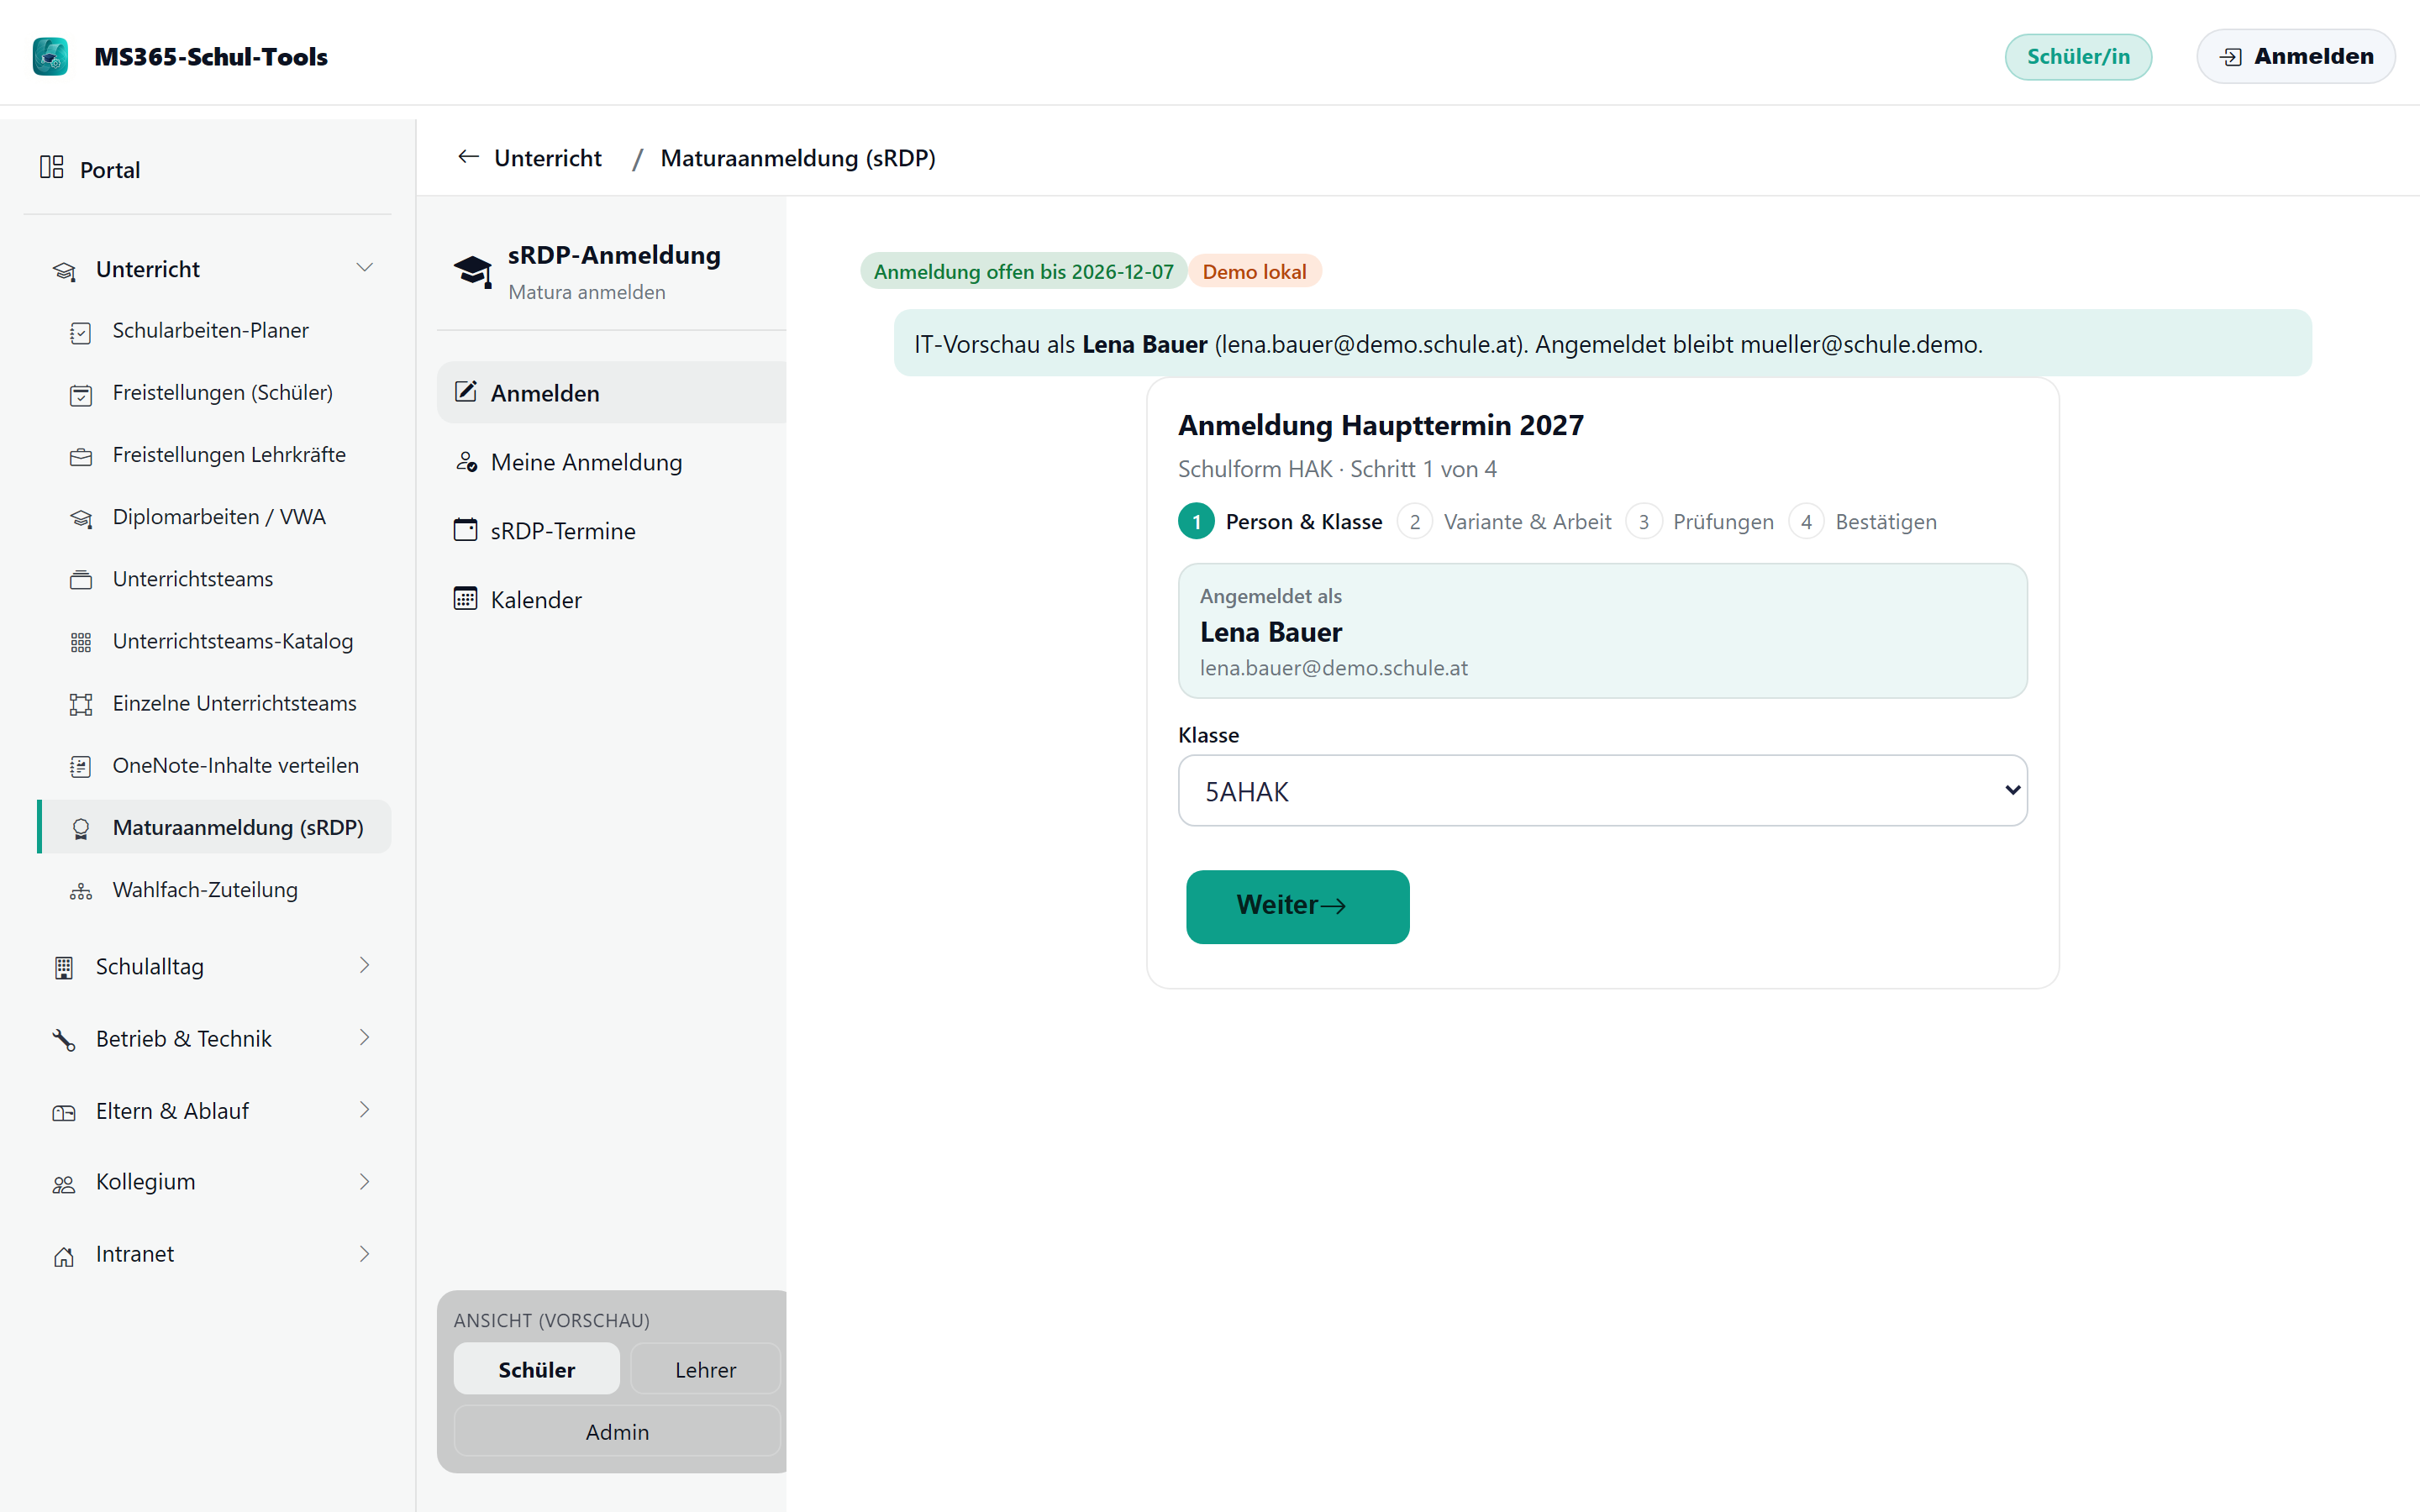 MS365-Schul-Tools
Schüler/in
Anmelden
Portal
Unterricht
Schularbeiten-Planer
Freistellungen (Schüler)
Freistellungen Lehrkräfte
Diplomarbeiten / VWA
Unterrichtsteams
Unterrichtsteams-Katalog
Einzelne Unterrichtsteams
OneNote-Inhalte verteilen
Maturaanmeldung (sRDP)
Wahlfach-Zuteilung
Schulalltag
Betrieb & Technik
Eltern & Ablauf
Kollegium
Intranet
Unterricht / Maturaanmeldung (sRDP)
sRDP-Anmeldung
Matura anmelden
Anmelden
Meine Anmeldung
sRDP-Termine
Kalender
ANSICHT (VORSCHAU)
Schüler
Lehrer
Admin
Anmeldung offen bis 2026-12-07
Demo lokal
IT-Vorschau als Lena Bauer (lena.bauer@demo.schule.at). Angemeldet bleibt mueller@schule.demo.
Anmeldung Haupttermin 2027
Schulform HAK · Schritt 1 von 4
1 Person & Klasse 2 Variante & Arbeit 3 Prüfungen 4 Bestätigen
Angemeldet als
Lena Bauer
lena.bauer@demo.schule.at
Klasse
5AHAK
Weiter→